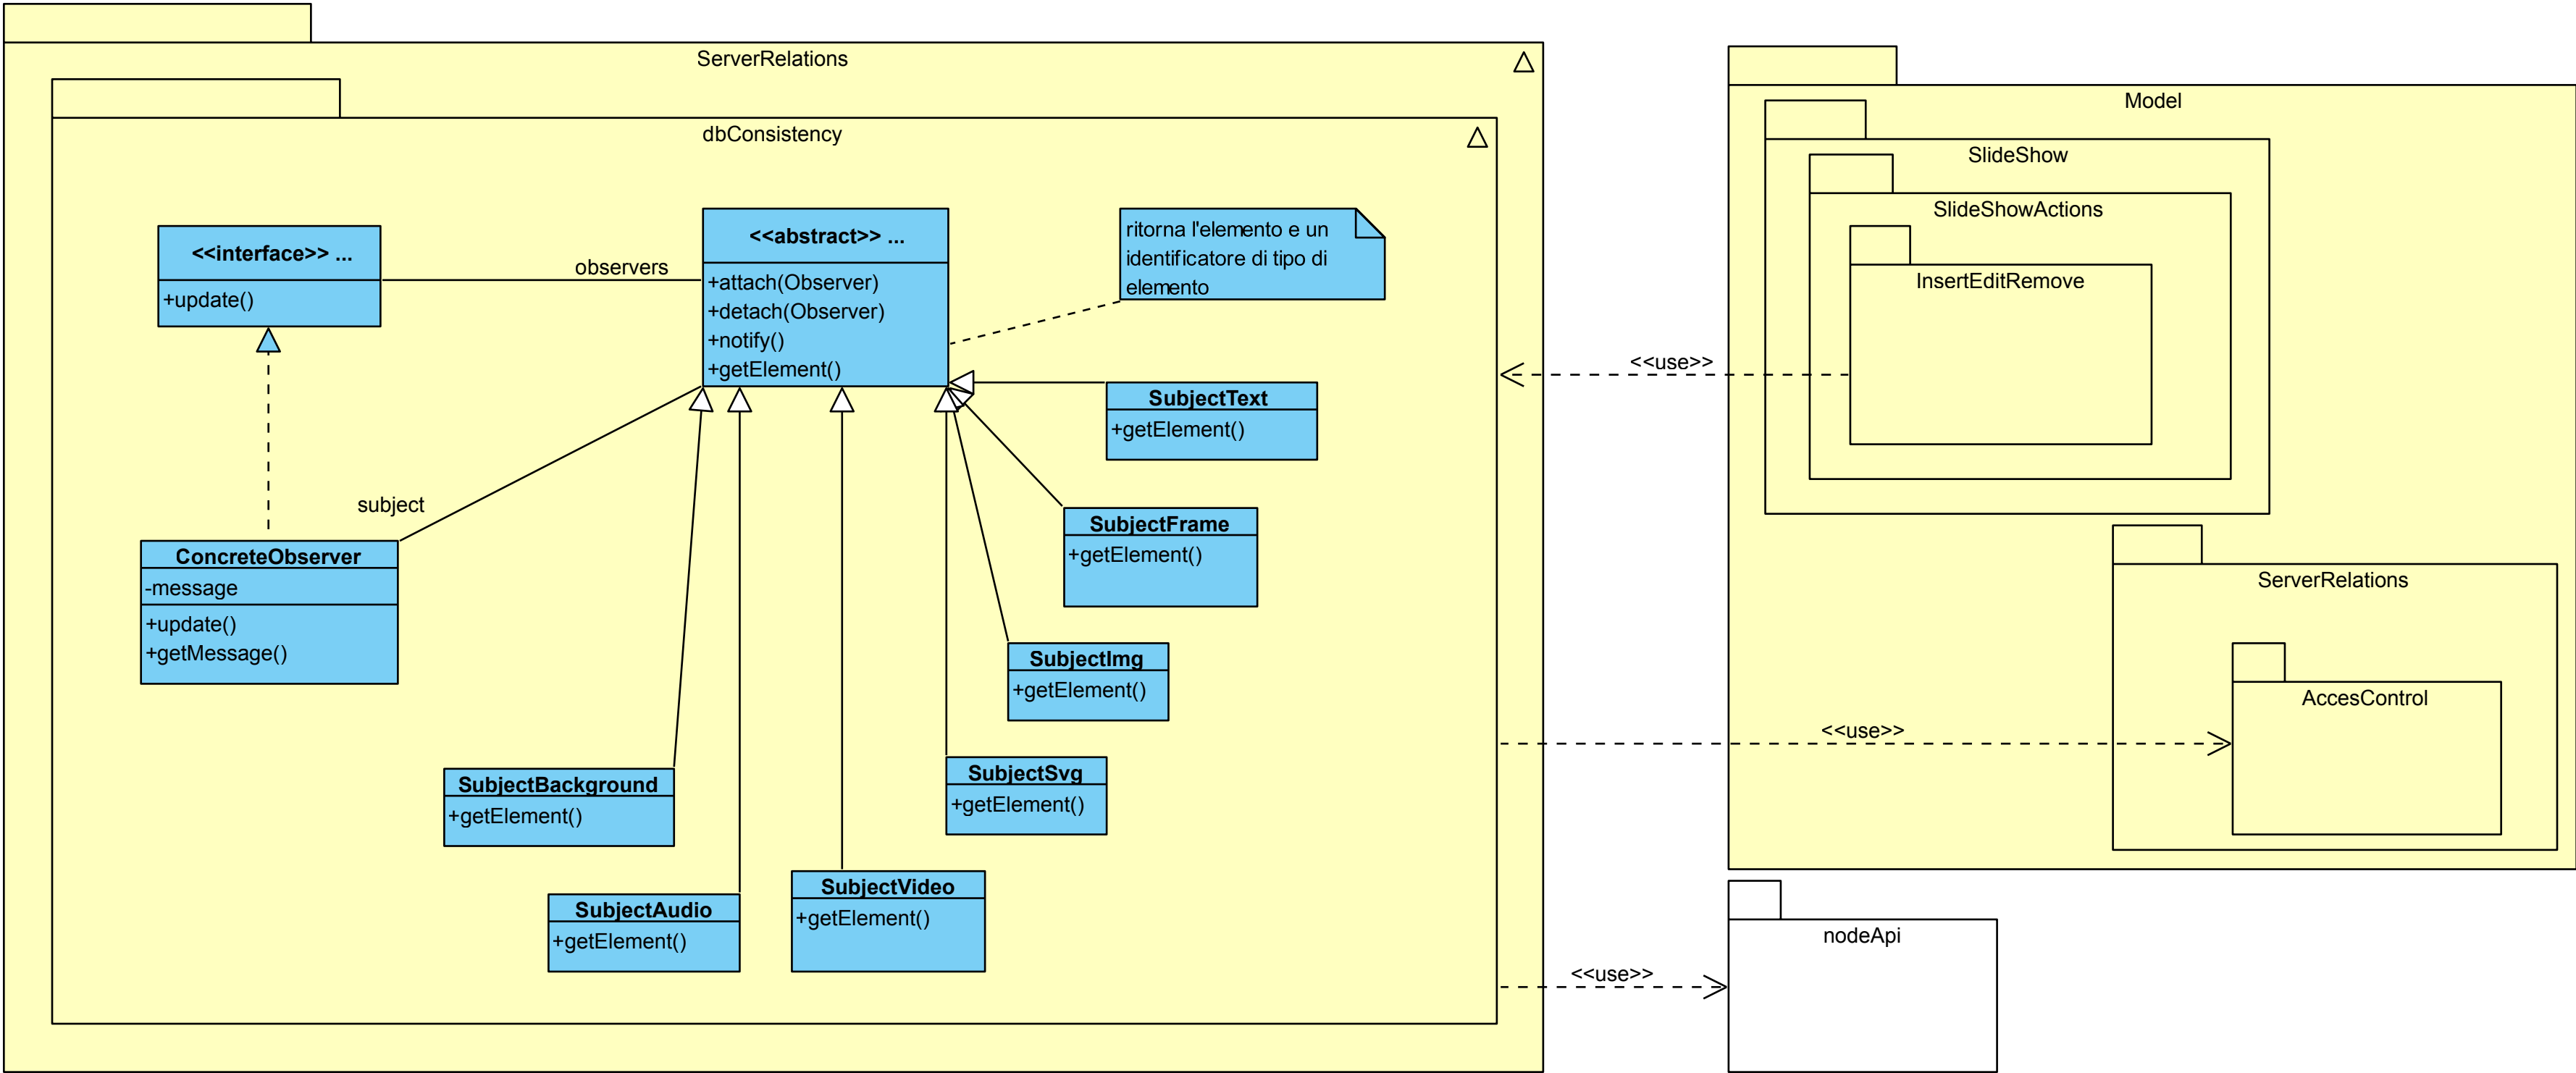 ServerRelations
dbConsistency
<<interface>> ...
+update()
observers
<<abstract>> ...
+attach(Observer)
+detach(Observer)
+notify()
+getElement()
ritorna l'elemento e un
identificatore di tipo di
elemento
SubjectText
+getElement()
SubjectFrame
+getElement()
subject
ConcreteObserver
-message
+update()
+getMessage()
SubjectImg
+getElement()
SubjectSvg
+getElement()
SubjectBackground
+getElement()
SubjectVideo
+getElement()
SubjectAudio
+getElement()
<<use>>
<<use>>
<<use>>
Model
SlideShow
SlideShowActions
InsertEditRemove
ServerRelations
AccesControl
nodeApi